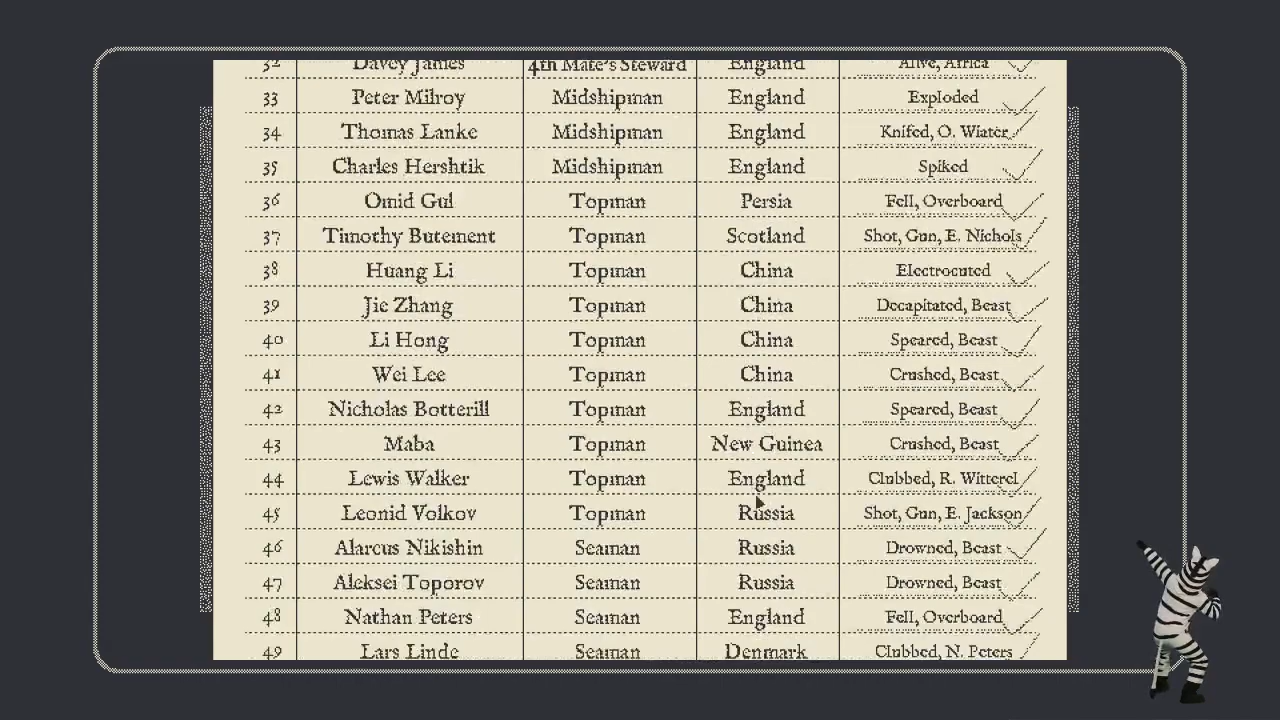 32 Davey James 4th Mate's Steward England Alive, Africa
33 Peter Milroy Midshipman England Exploded
34 Thomas Lanke Midshipman England Knifed, O. Wiater
35 Charles Hershtik Midshipman England Spiked
36 Omid Gul Topman Persia Fell, Overboard
37 Timothy Butement Topman Scotland Shot, Gun, E. Nichols
38 Huang Li Topman China Electrocuted
39 Jie Zhang Topman China Decapitated, Beast
40 Li Hong Topman China Speared, Beast
41 Wei Lee Topman China Crushed, Beast
42 Nicholas Botterill Topman England Speared, Beast
43 Maba Topman New Guinea Crushed, Beast
44 Lewis Walker Topman England Clubbed, R. Witterel
45 Leonid Volkov Topman Russia Shot, Gun, E. Jackson
46 Alarcus Nikishin Seaman Russia Drowned, Beast
47 Aleksei Toporov Seaman Russia Drowned, Beast
48 Nathan Peters Seaman England Fell, Overboard
49 Lars Linde Seaman Denmark Clubbed, N. Peters